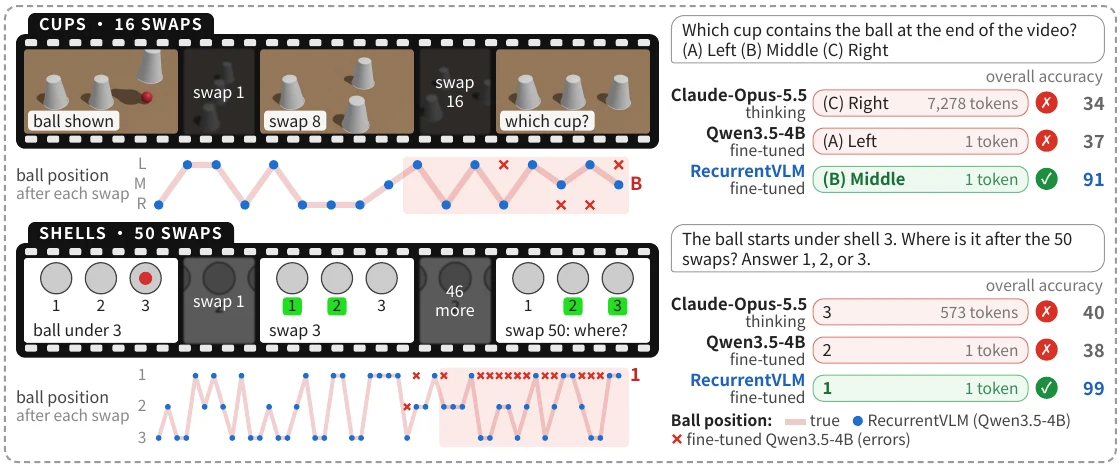 CUPS • 16 SWAPS
ball shown
swap 1
swap 8
swap
16
which cup?
ball position
after each swap
L
M
R
B
Which cup contains the ball at the end of the video?
(A) Left (B) Middle (C) Right
overall accuracy
Claude-Opus-5.5
thinking
(C) Right 7,278 tokens ✗ 34
Qwen3.5-4B
fine-tuned
(A) Left 1 token ✗ 37
RecurrentVLM
fine-tuned
(B) Middle 1 token ✓ 91
SHELLS • 50 SWAPS
1 2 3
ball under 3
swap 1
2
1 2 3
swap 3
46
more
3
1 2 3
swap 50: where?
ball position
after each swap
1
2
3
1
The ball starts under shell 3. Where is it after the 50
swaps? Answer 1, 2, or 3.
overall accuracy
Claude-Opus-5.5
thinking
3 573 tokens ✗ 40
Qwen3.5-4B
fine-tuned
2 1 token ✗ 38
RecurrentVLM
fine-tuned
1 1 token ✓ 99
Ball position: true RecurrentVLM (Qwen3.5-4B)
✗ fine-tuned Qwen3.5-4B (errors)